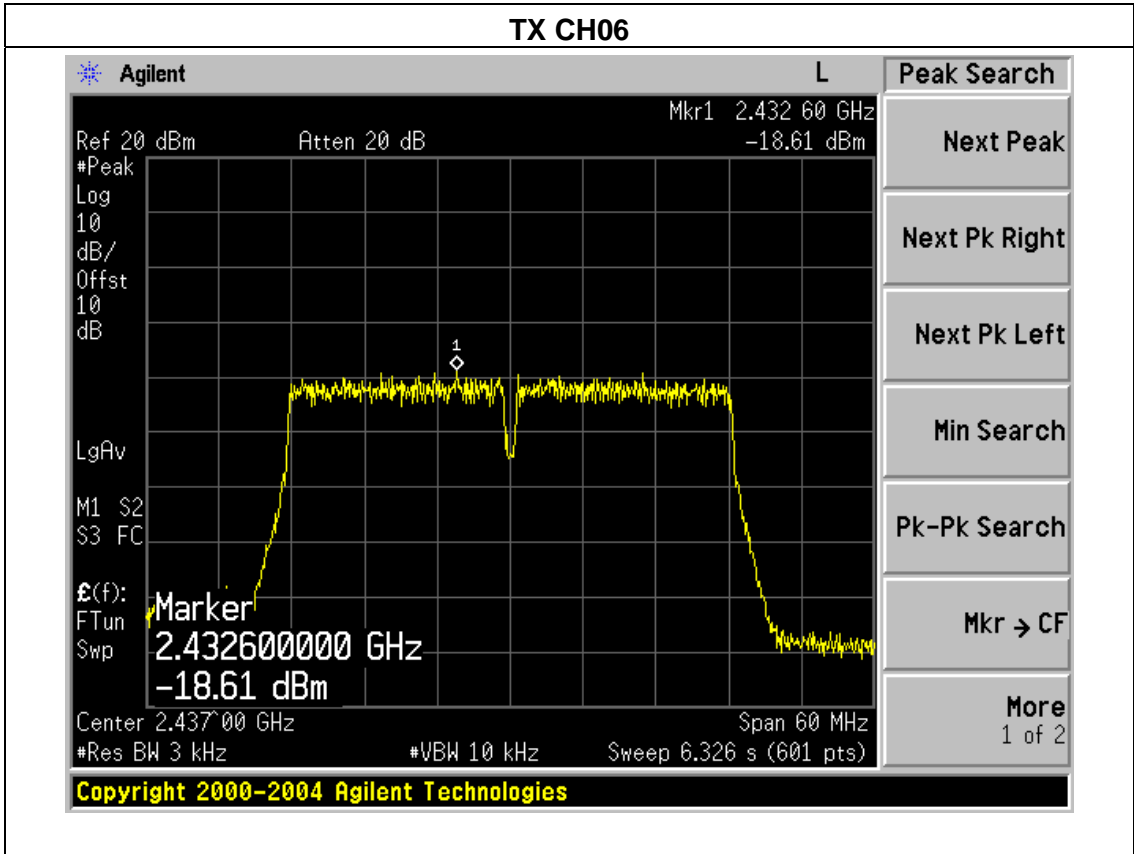 TX CH06
Agilent L Peak Search
Mkr1 2.432 60 GHz
Ref 20 dBm Atten 20 dB -18.61 dBm
#Peak
Log
10
dB/
Offst
10
dB
1
LgAv
M1 S2
S3 FC
£(f):
FTun
Swp
Marker
2.432600000 GHz
-18.61 dBm
Center 2.437^00 GHz Span 60 MHz
#Res BW 3 kHz #VBW 10 kHz Sweep 6.326 s (601 pts)
Next Peak
Next Pk Right
Next Pk Left
Min Search
Pk-Pk Search
Mkr → CF
More
1 of 2
Copyright 2000-2004 Agilent Technologies